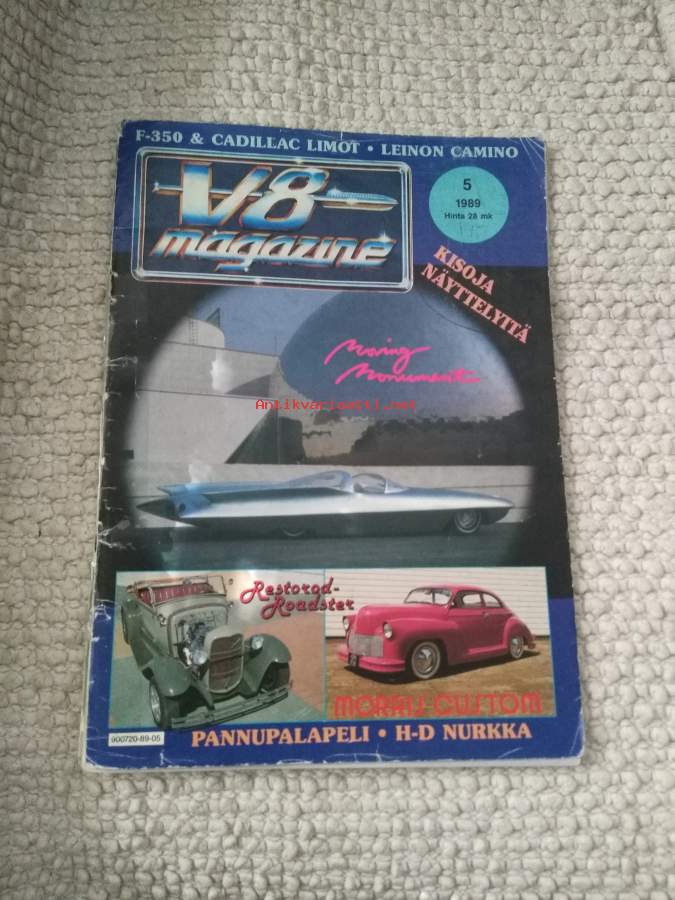 F-350 & CADILLAC LIMOT • LEINON CAMINO
V8
magazine
5
1989
Hinta 28 mk
KISOJA
NÄYTTELYITÄ
Moving
Monument
Antikvariaatti.net
Restorod-
Roadster
MORRIS CUSTOM
900720-89-05
PANNUPALAPELI • H-D NURKKA